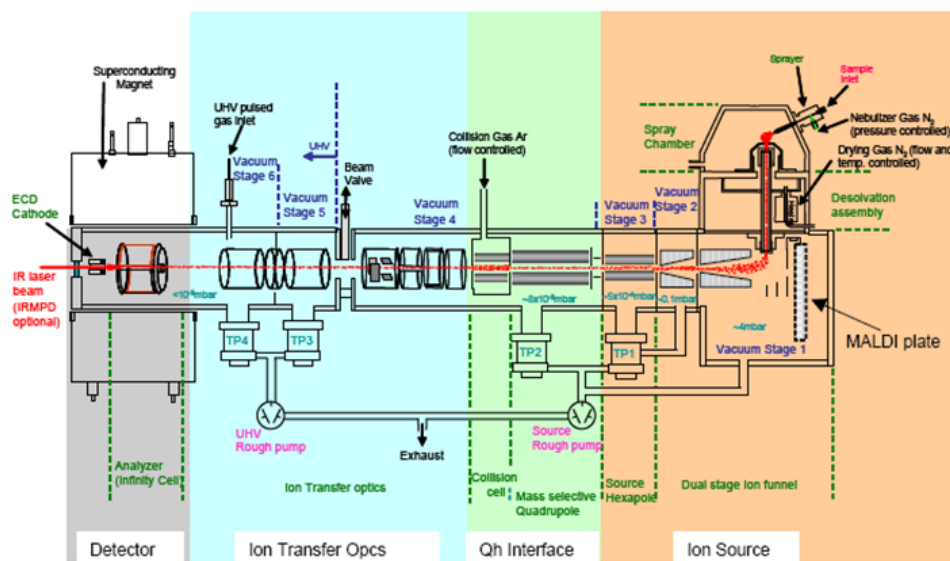 Superconducting
Magnet
UHV pulsed
gas Inlet
UHV
Beam
Valve
Collision Gas Ar
(flow controlled)
Sprayer
Sample
Inlet
Nebulizer Gas N2
(pressure controlled)
Drying Gas N2 (flow and
temp. controlled)
Spray
Chamber
Desolvation
assembly
ECD
Cathode
Vacuum
Stage 6
Vacuum
Stage 5
Vacuum
Stage 4
Vacuum
Stage 3
Vacuum
Stage 2
IR laser
beam
(IRMPD
optional)
~0.1mbar
~4mbar
Vacuum Stage 1
MALDI plate
TP4
TP3
TP2
TP1
UHV
Rough pump
Exhaust
Source
Rough pump
Analyzer
(Infinity Cell)
Ion Transfer optics
Collision
cell
Mass selective
Quadrupole
Source
Hexapole
Dual stage Ion funnel
Detector
Ion Transfer Opcs
Qh Interface
Ion Source